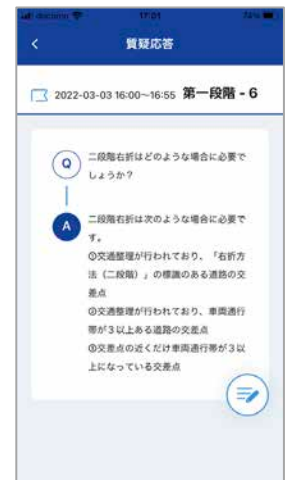 docomo 17:01
質疑応答
2022-03-03 16:00~16:55 第一段階 - 6
Q 二段階右折はどのような場合に必要で
しょうか?
A 二段階右折は次のような場合に必要で
す。
①交通整理が行われており、「右折方
法(二段階)」の標識のある道路の交
差点
②交通整理が行われており、車両通行
帯が3以上ある道路の交差点
③交差点の近くだけ車両通行帯が3以
上になっている交差点